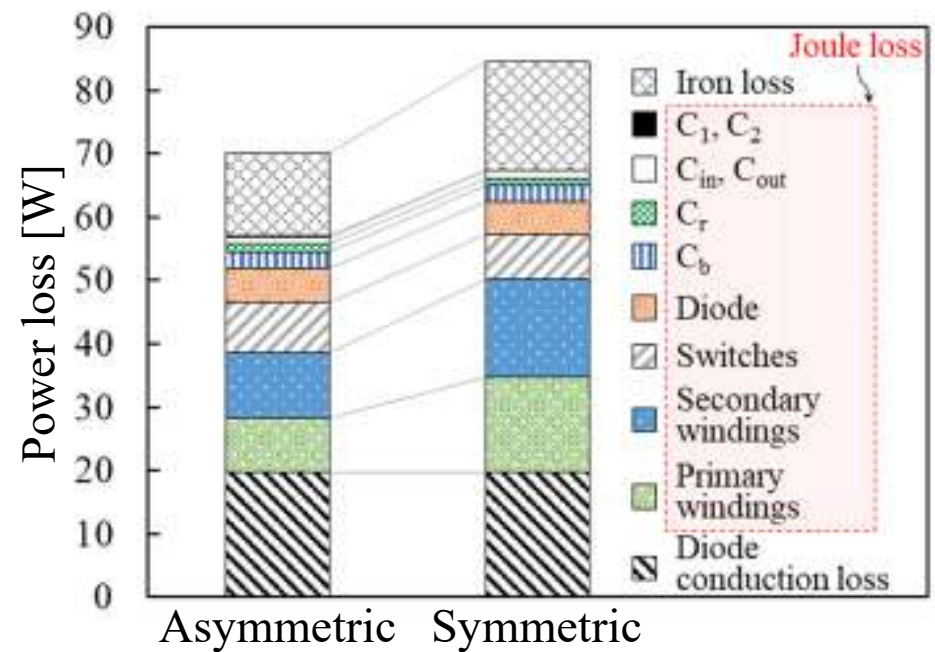 Power loss [W]
90
80
70
60
50
40
30
20
10
0
Asymmetric
Symmetric
Joule loss
Iron loss
C₁, C₂
Cᵢₙ, Cₒᵤₜ
Cᵣ
C_b
Diode
Switches
Secondary
windings
Primary
windings
Diode
conduction loss